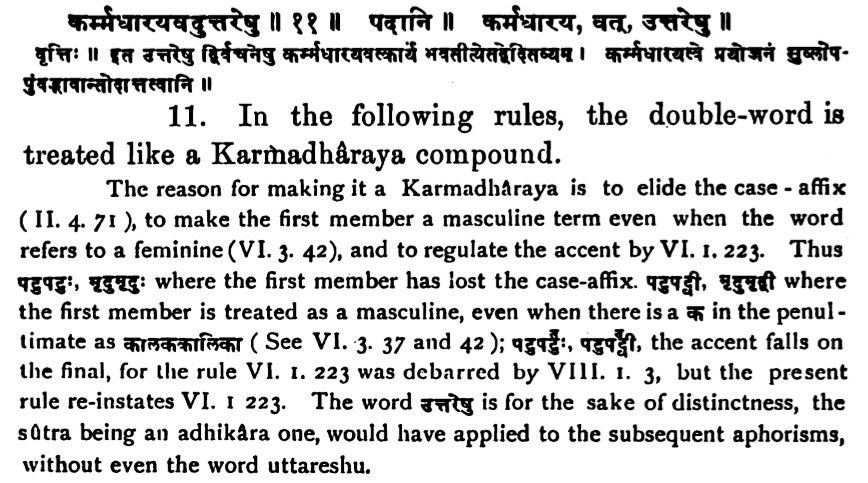 कर्म्मधारयवदुत्तरेषु ॥ ११ ॥ पदानि ॥ कर्मधारय, वत्, उत्तरेषु ॥
वृत्तिः ॥ इत उत्तरेषु द्विर्वचनेषु कर्म्मधारयवत्कार्यं भवतीत्येतद्वेदितव्यम् । कर्म्मधारयत्वे प्रयोजनं सुब्लोप-
पुंवद्भावान्तोदात्तत्वानि ॥
11. In the following rules, the double-word is
treated like a Karmadhâraya compound.
The reason for making it a Karmadhâraya is to elide the case - affix
( II. 4. 71 ), to make the first member a masculine term even when the word
refers to a feminine (VI. 3. 42), and to regulate the accent by VI. 1. 223. Thus
पटुपटुः, मृदुमृदुः where the first member has lost the case-affix. पटुपट्वी, मृदुमृद्वी where
the first member is treated as a masculine, even when there is a क in the penul-
timate as कालककालिका ( See VI. 3. 37 and 42 ); पटुपटुः॑, पटुपट्वी॑, the accent falls on
the final, for the rule VI. 1. 223 was debarred by VIII. 1. 3, but the present
rule re-instates VI. 1 223. The word उत्तरेषु is for the sake of distinctness, the
sûtra being an adhikâra one, would have applied to the subsequent aphorisms,
without even the word uttareshu.